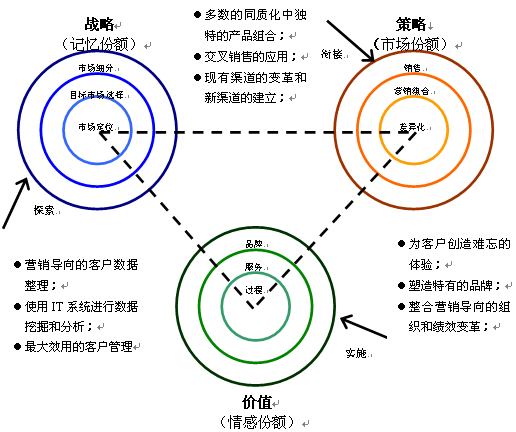 战略
（记忆份额）
市场细分
目标市场选择
市场定位
探索
多数的同质化中独
特的产品组合；
交叉销售的应用；
现有渠道的变革和
新渠道的建立；
策略
（市场份额）
衔接
销售
营销组合
差异化
营销导向的客户数据
整理；
使用 IT 系统进行数据
挖掘和分析；
最大效用的客户管理
品牌
服务
过程
价值
（情感份额）
为客户创造难忘的
体验；
塑造特有的品牌；
整合营销导向的组
织和绩效变革；
实施